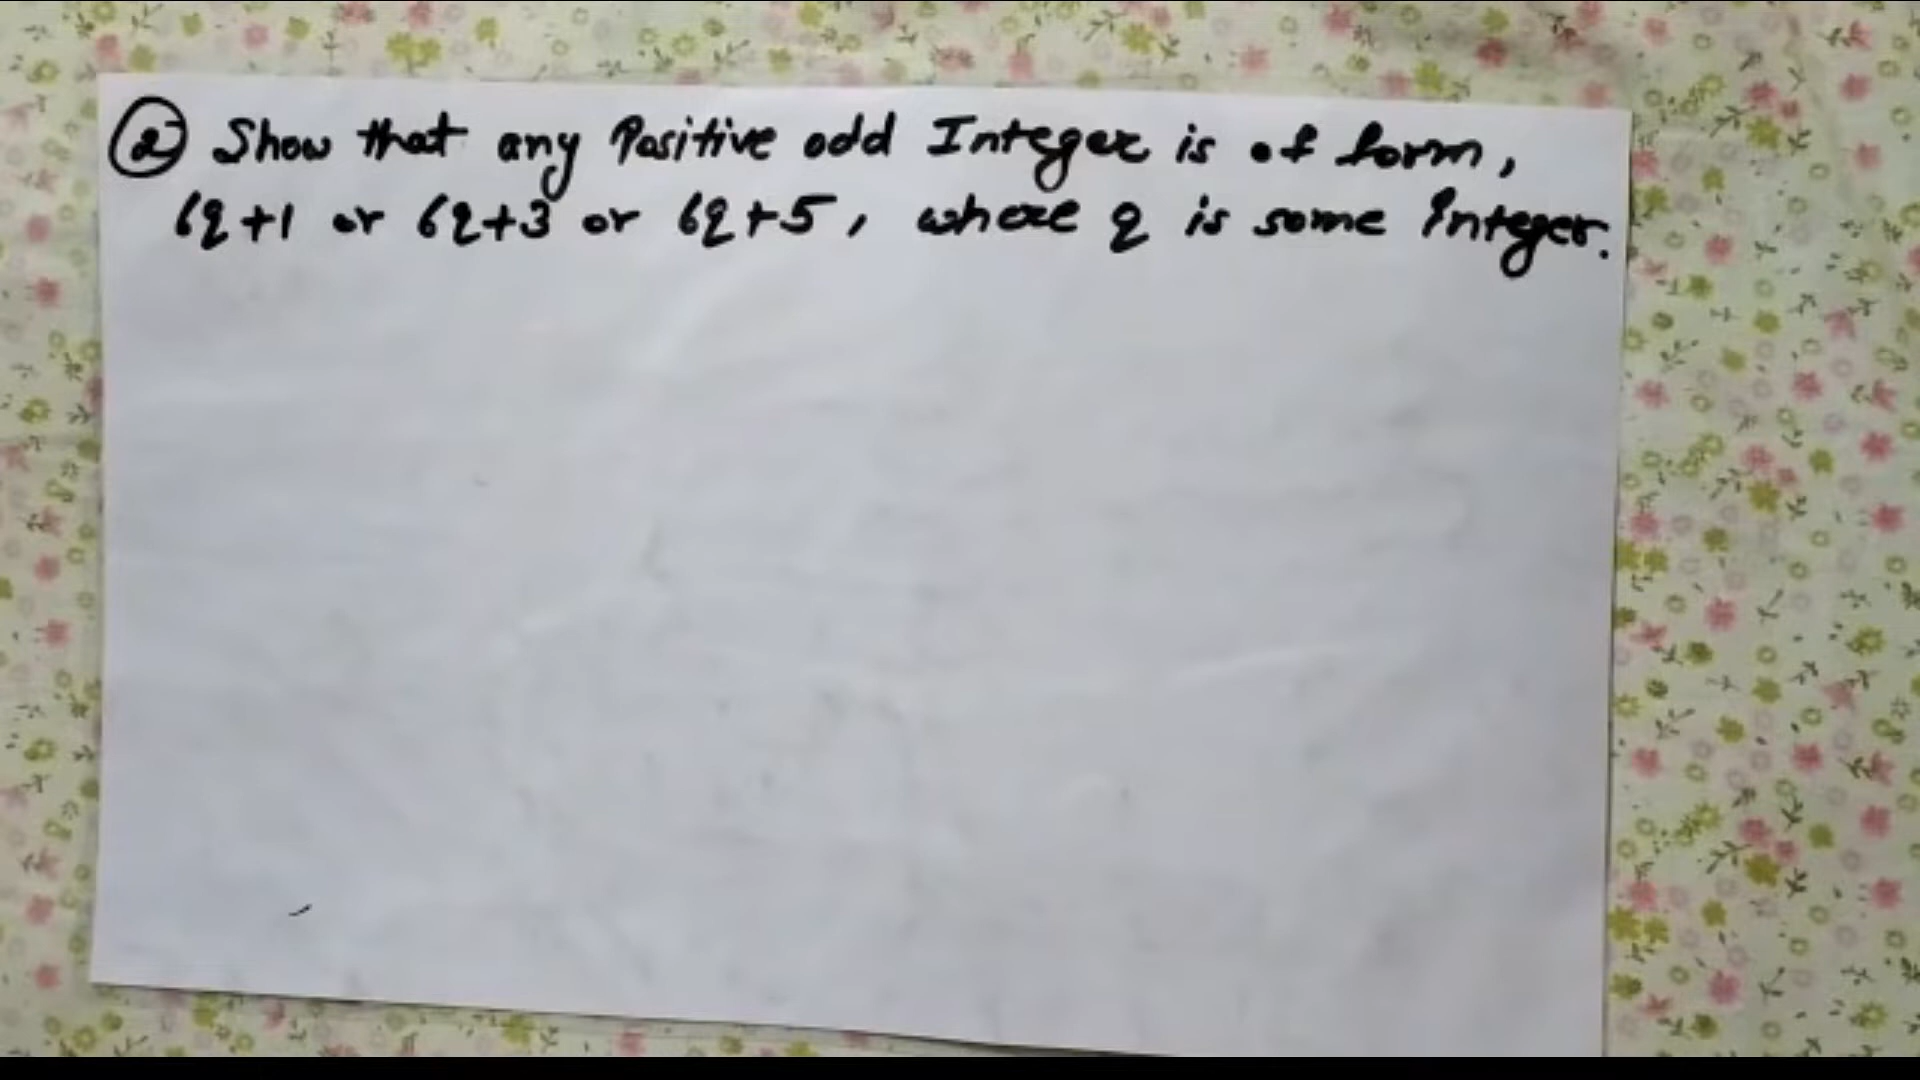 ② Show that any Positive odd Integer is of form,
6q+1 or 6q+3 or 6q+5, where q is some Integer.